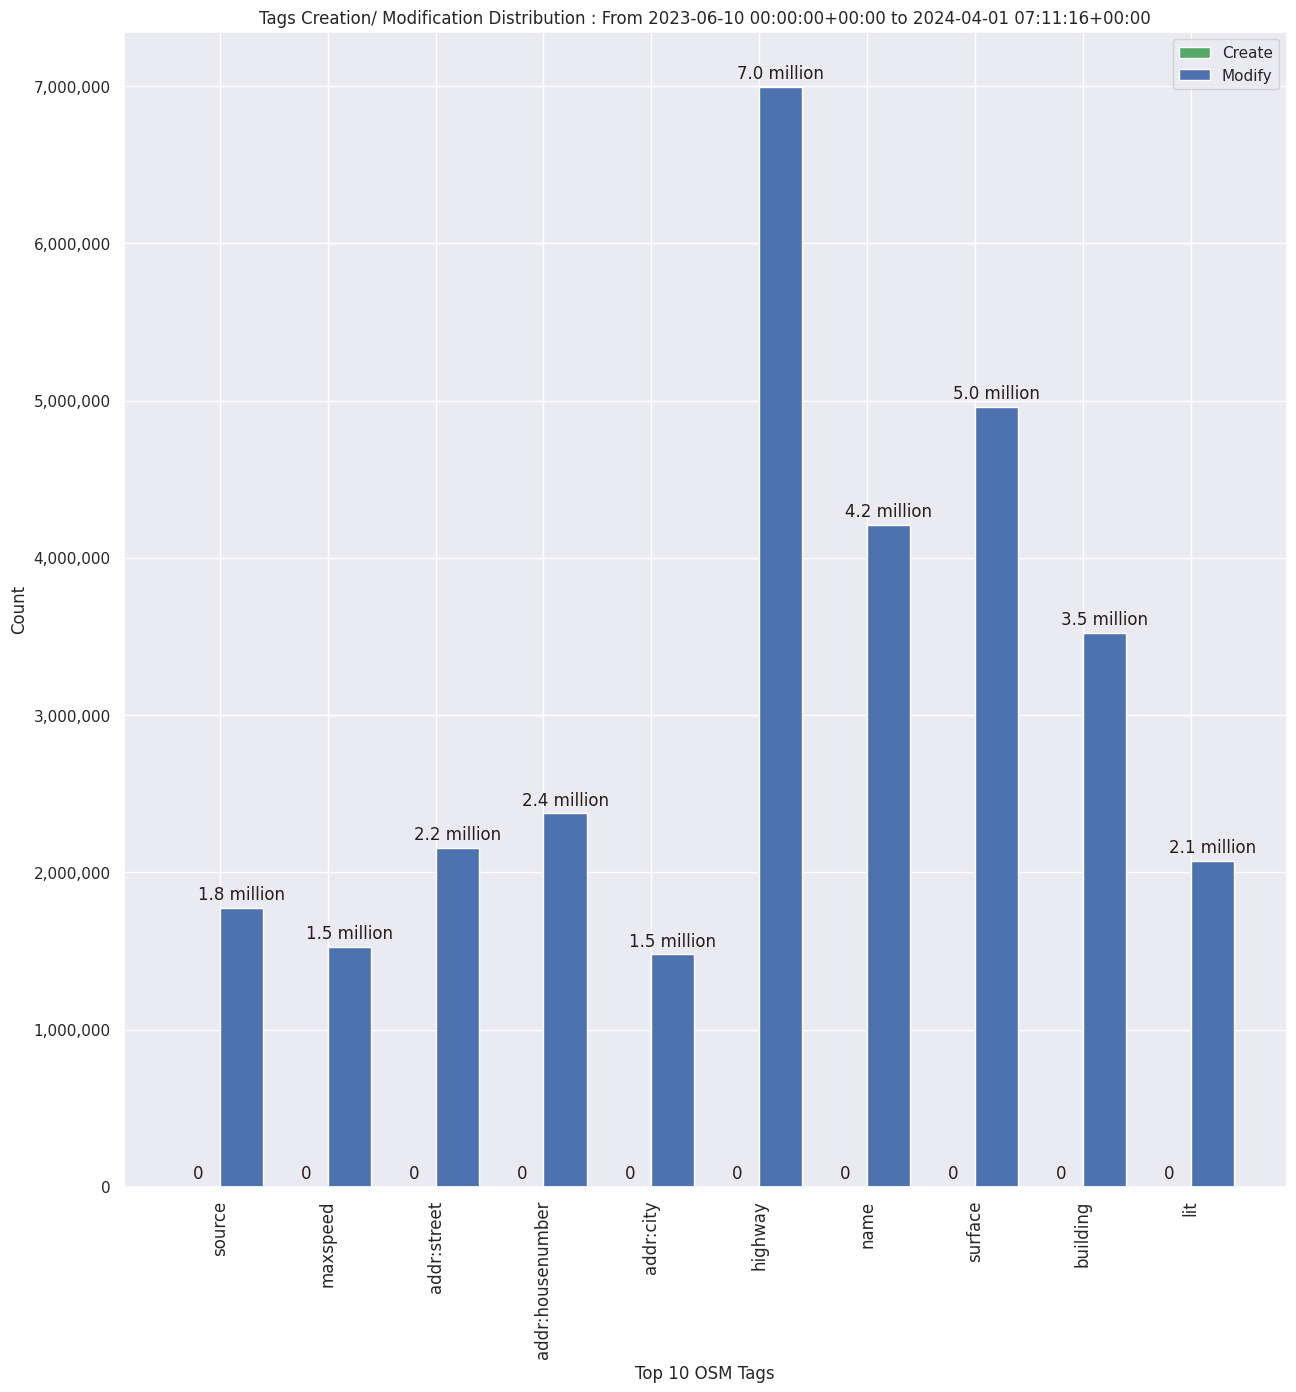 Tags Creation/ Modification Distribution : From 2023-06-10 00:00:00+00:00 to 2024-04-01 07:11:16+00:00
Create
Modify
7,000,000
6,000,000
5,000,000
4,000,000
3,000,000
2,000,000
1,000,000
0
Count
1.8 million
1.5 million
2.2 million
2.4 million
1.5 million
7.0 million
4.2 million
5.0 million
3.5 million
2.1 million
0
0
0
0
0
0
0
0
0
0
source
maxspeed
addr:street
addr:housenumber
addr:city
highway
name
surface
building
lit
Top 10 OSM Tags